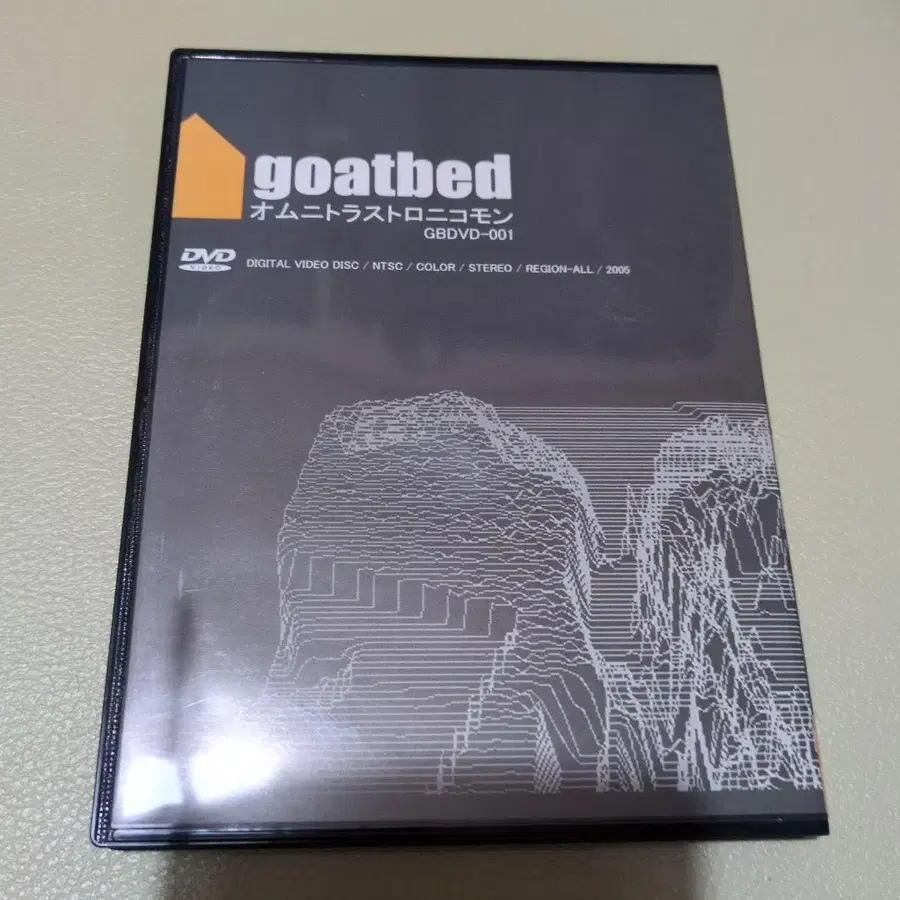 goatbed
オムニトラストロニコモン
GBDVD-001
DVD
VIDEO
DIGITAL VIDEO DISC / NTSC / COLOR / STEREO / REGION-ALL / 2005